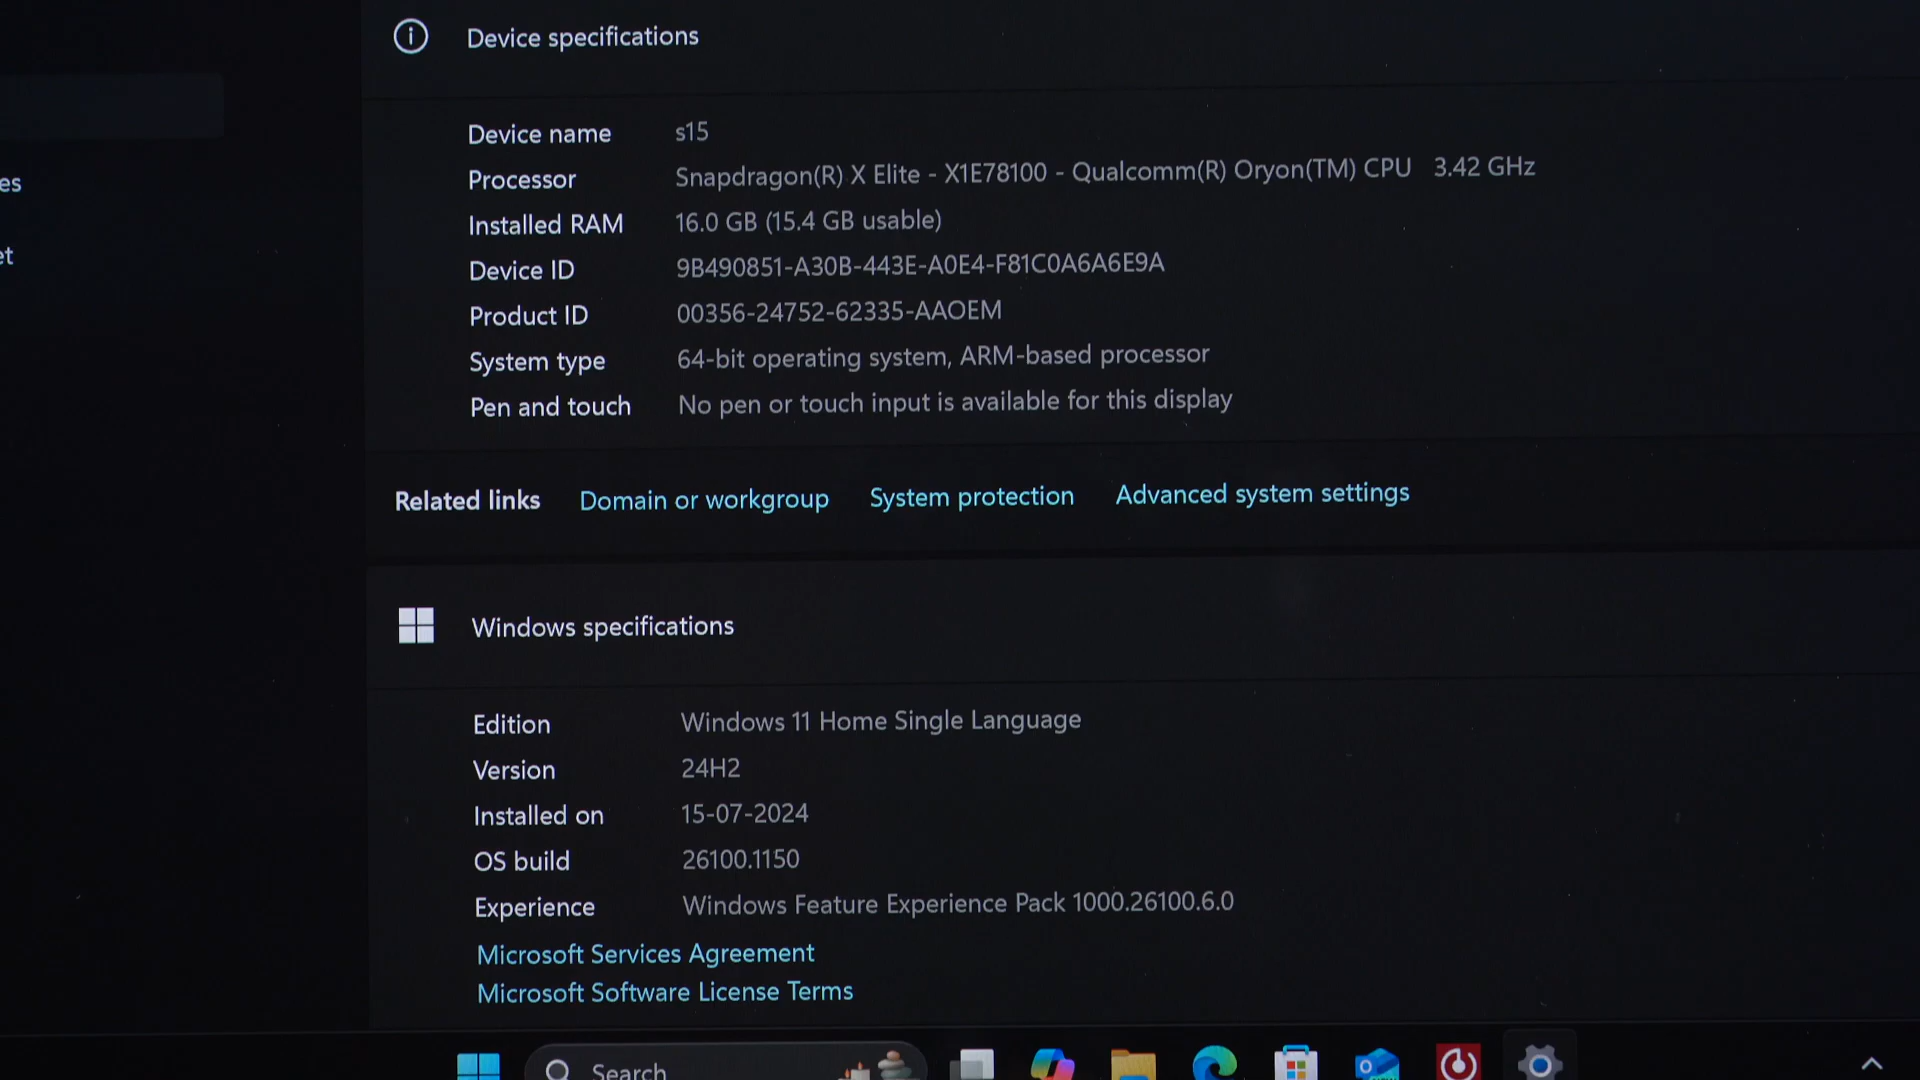 Device specifications
Device name s15
Processor Snapdragon(R) X Elite - X1E78100 - Qualcomm(R) Oryon(TM) CPU 3.42 GHz
es
Installed RAM 16.0 GB (15.4 GB usable)
et
Device ID 9B490851-A30B-443E-A0E4-F81C0A6A6E9A
Product ID 00356-24752-62335-AAOEM
System type 64-bit operating system, ARM-based processor
Pen and touch No pen or touch input is available for this display
Related links Domain or workgroup System protection Advanced system settings
Windows specifications
Edition Windows 11 Home Single Language
Version 24H2
Installed on 15-07-2024
OS build 26100.1150
Experience Windows Feature Experience Pack 1000.26100.6.0
Microsoft Services Agreement
Microsoft Software License Terms
Search